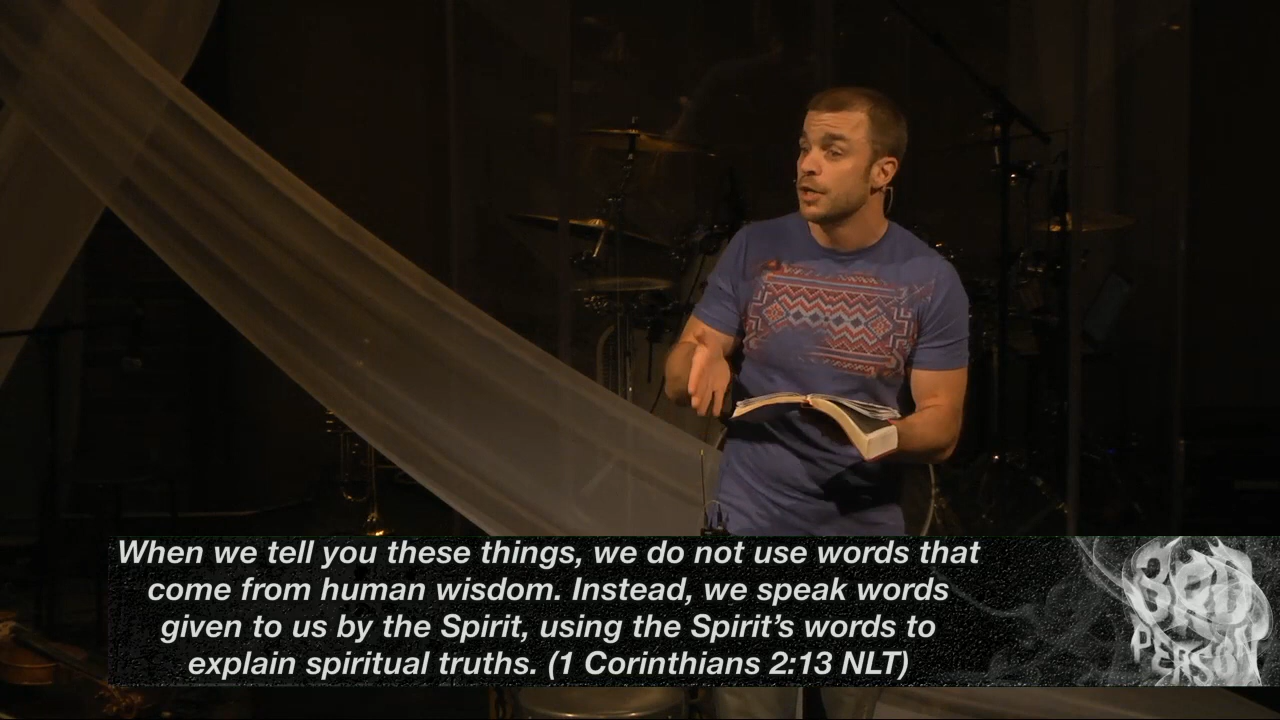 When we tell you these things, we do not use words that
come from human wisdom. Instead, we speak words
given to us by the Spirit, using the Spirit's words to
explain spiritual truths. (1 Corinthians 2:13 NLT)
3RD
PERSON